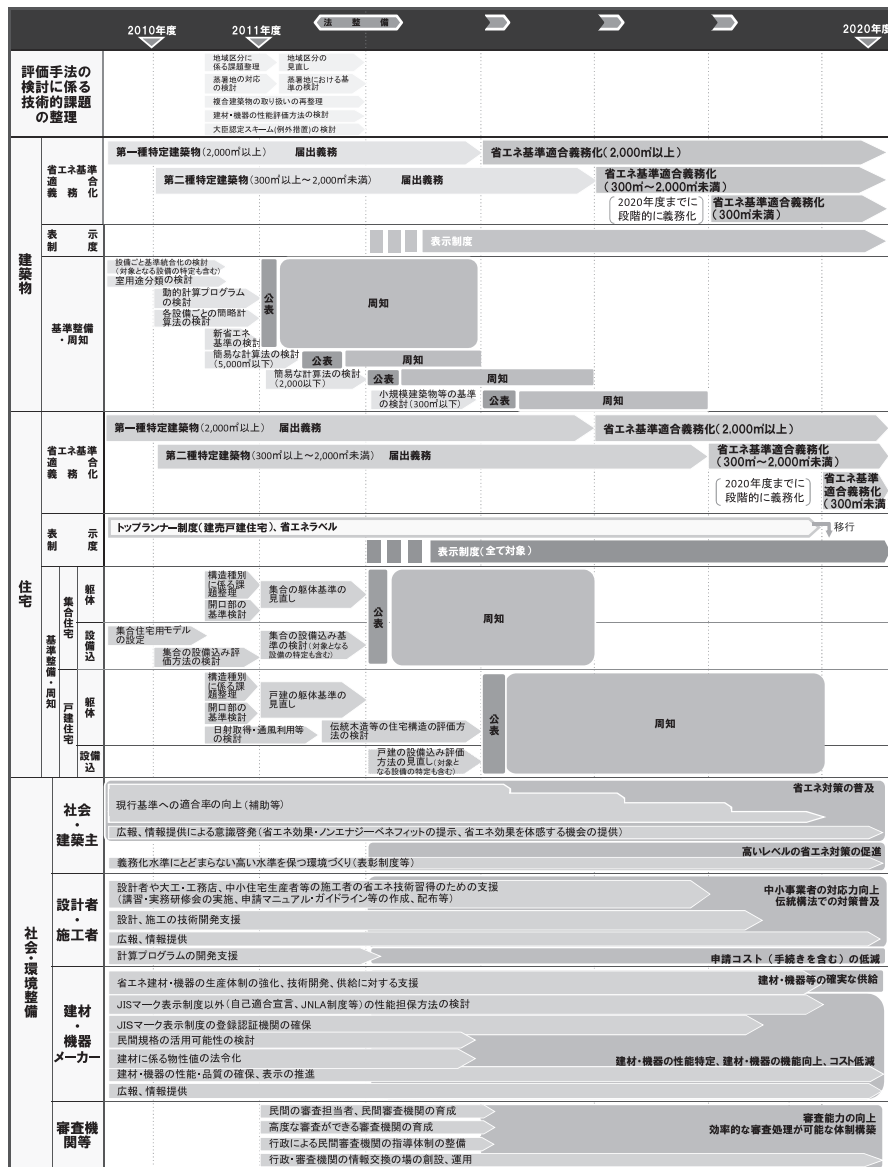 法 整 備
2010年度
2011年度
2020年度
評価手法の
検討に係る
技術的課題
の整理
地域区分に
係る課題整理
地域区分の
見直し
蒸暑地の対応
の検討
蒸暑地における基
準の検討
複合建築物の取り扱いの再整理
建材・機器の性能評価方法の検討
大臣認定スキーム(例外措置)の検討
建築物
省エネ基準
適 合
義 務 化
第一種特定建築物(2,000㎡以上) 届出義務
省エネ基準適合義務化(2,000㎡以上)
第二種特定建築物(300㎡以上～2,000㎡未満) 届出義務
省エネ基準適合義務化
(300㎡～2,000㎡未満)
2020年度までに
段階的に義務化
省エネ基準適合義務化
(300㎡未満)
表 示
制 度
表示制度
基準整備
・周知
設備ごと基準統合化の検討
(対象となる設備の特定も含む)
室用途分類の検討
動的計算プログラム
の検討
各設備ごとの簡略計
算法の検討
新省エネ
基準の検討
公表
周知
簡易な計算法の検討
(5,000㎡以下)
公表
周知
簡易な計算法の検討
(2,000以下)
公表
周知
小規模建築物等の基準
の検討(300㎡以下)
公表
周知
住宅
省エネ基準
適 合
義 務 化
第一種特定建築物(2,000㎡以上) 届出義務
省エネ基準適合義務化(2,000㎡以上)
第二種特定建築物(300㎡以上～2,000㎡未満) 届出義務
省エネ基準適合義務化
(300㎡～2,000㎡未満)
2020年度までに
段階的に義務化
省エネ基準
適合義務化
(300㎡未満
表 示
制 度
トップランナー制度(建売戸建住宅)、省エネラベル
移行
表示制度(全て対象)
基準整備・周知
集合住宅
躯体
構造種別
に係る課
題整理
開口部の
基準検討
集合の躯体基準の
見直し
公表
周知
設備込
集合住宅用モデル
の設定
集合の設備込み評
価方法の検討
集合の設備込み基
準の検討(対象となる
設備の特定も含む)
戸建住宅
躯体
構造種別
に係る課
題整理
開口部の
基準検討
戸建の躯体基準の
見直し
日射取得・通風利用等
の検討
伝統木造等の住宅構造の評価方
法の検討
公表
周知
設備
込
戸建の設備込み評価
方法の見直し(対象と
なる設備の特定も含む)
社会・環境整備
社会
・
建築主
省エネ対策の普及
現行基準への適合率の向上(補助等)
広報、情報提供による意識啓発(省エネ効果・ノンエナジーベネフィットの提示、省エネ効果を体感する機会の提供)
高いレベルの省エネ対策の促進
義務化水準にとどまらない高い水準を保つ環境づくり(表彰制度等)
設計者
・
施工者
設計者や大工・工務店、中小住宅生産者等の施工者の省エネ技術習得のための支援
(講習・実務研修会の実施、申請マニュアル・ガイドライン等の作成、配布等)
中小事業者の対応力向上
伝統構法での対策普及
設計、施工の技術開発支援
広報、情報提供
計算プログラムの開発支援
申請コスト(手続きを含む)の低減
建材
・
機器
メーカー
省エネ建材・機器の生産体制の強化、技術開発、供給に対する支援
建材・機器等の確実な供給
JISマーク表示制度以外(自己適合宣言、JNLA制度等)の性能担保方法の検討
JISマーク表示制度の登録認証機関の確保
民間規格の活用可能性の検討
建材に係る物性値の法令化
建材・機器の性能特定、建材・機器の機能向上、コスト低減
建材・機器の性能・品質の確保、表示の推進
広報、情報提供
審査機
関等
民間の審査担当者、民間審査機関の育成
高度な審査ができる審査機関の育成
行政による民間審査機関の指導体制の整備
行政・審査機関の情報交換の場の創設、運用
審査能力の向上
効率的な審査処理が可能な体制構築